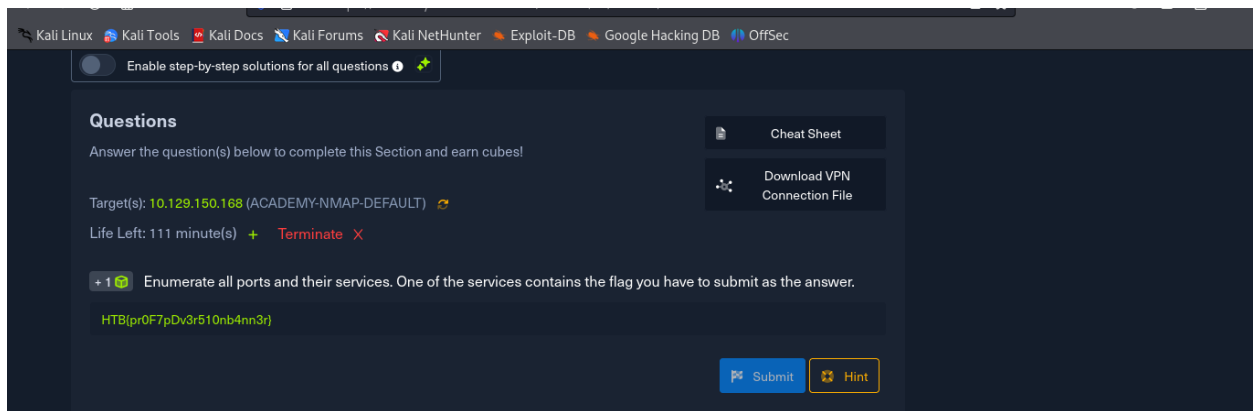 Kali Linux Kali Tools Kali Docs Kali Forums Kali NetHunter Exploit-DB Google Hacking DB OffSec
Enable step-by-step solutions for all questions
Questions
Answer the question(s) below to complete this Section and earn cubes!
Cheat Sheet
Download VPN
Connection File
Target(s): 10.129.150.168 (ACADEMY-NMAP-DEFAULT)
Life Left: 111 minute(s) + Terminate X
+ 1 Enumerate all ports and their services. One of the services contains the flag you have to submit as the answer.
HTB{pr0F7pDv3r510nb4nn3r}
Submit Hint